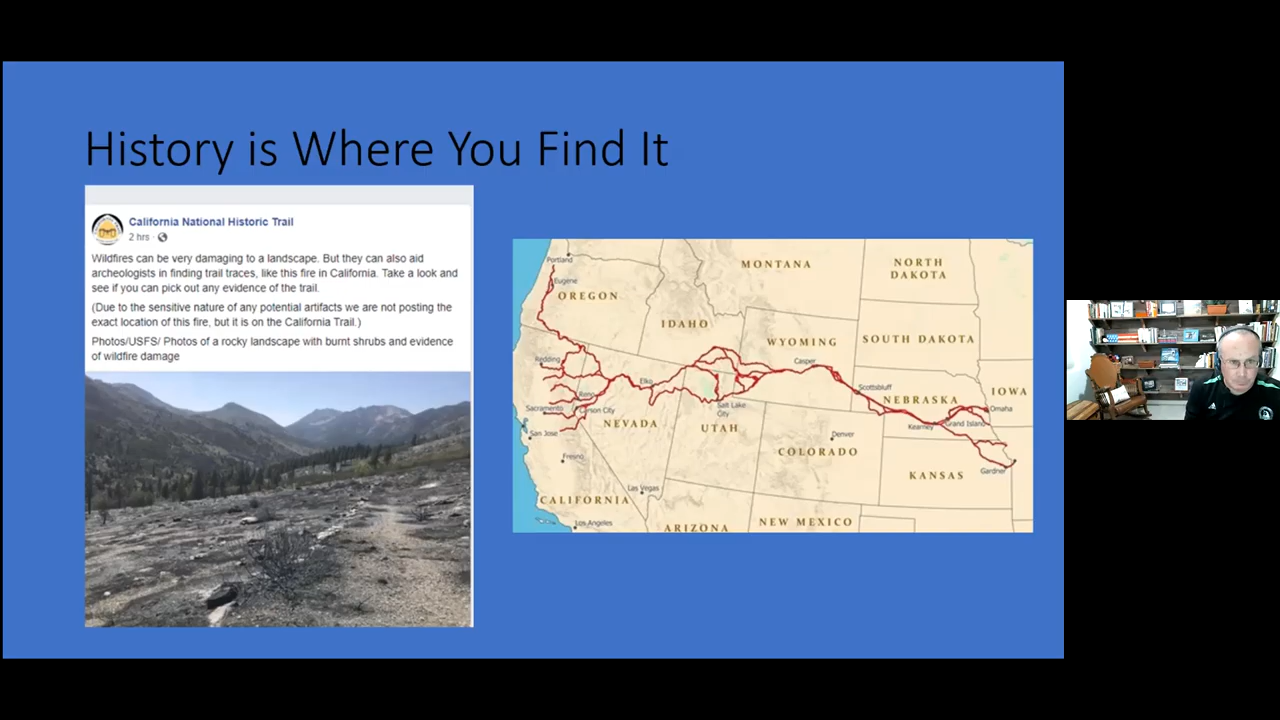 History is Where You Find It
California National Historic Trail
2 hrs ·
Wildfires can be very damaging to a landscape. But they can also aid
archeologists in finding trail traces, like this fire in California. Take a look and
see if you can pick out any evidence of the trail.
(Due to the sensitive nature of any potential artifacts we are not posting the
exact location of this fire, but it is on the California Trail.)
Photos/USFS/ Photos of a rocky landscape with burnt shrubs and evidence
of wildfire damage
Portland
Eugene
OREGON
IDAHO
MONTANA
NORTH
DAKOTA
SOUTH DAKOTA
WYOMING
Casper
Scottsbluff
NEBRASKA
IOWA
Omaha
Grand Island
Kearney
Redding
Elko
Reno
Carson City
Sacramento
San Jose
NEVADA
Salt Lake
City
UTAH
Denver
COLORADO
KANSAS
Gardner
Fresno
Las Vegas
CALIFORNIA
Los Angeles
ARIZONA
NEW MEXICO